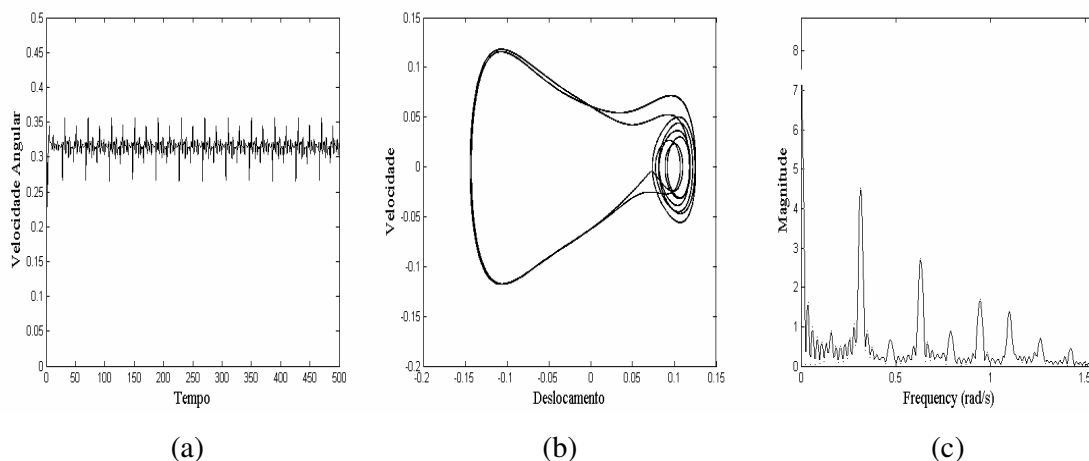 0.5
0.45
0.4
0.35
0.3
0.25
0.2
0.15
0.1
0.05
0
Velocidade Angular
0 50 100 150 200 250 300 350 400 450 500
Tempo
(a)
0.2
0.15
0.1
0.05
0
-0.05
-0.1
-0.15
-0.2
Velocidade
-0.2 -0.15 -0.1 -0.05 0 0.05 0.1 0.15
Deslocamento
(b)
8
7
6
5
4
3
2
1
0
Magnitude
0 0.5 1 1.5
Frequency (rad/s)
(c)